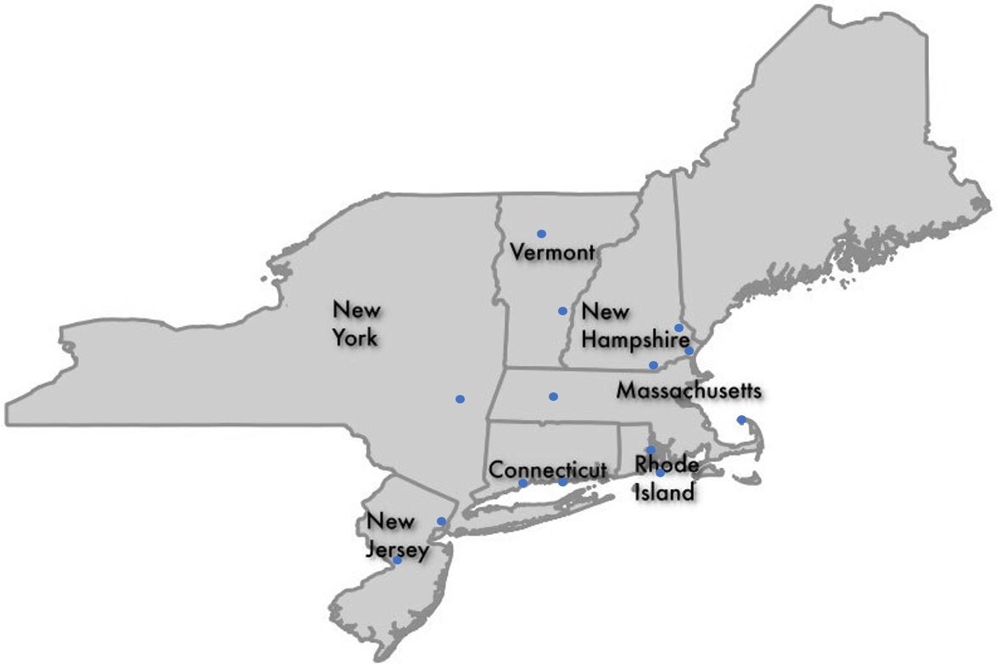 Vermont
New
York
New
Hampshire
Massachusetts
Connecticut
Rhode
Island
New
Jersey